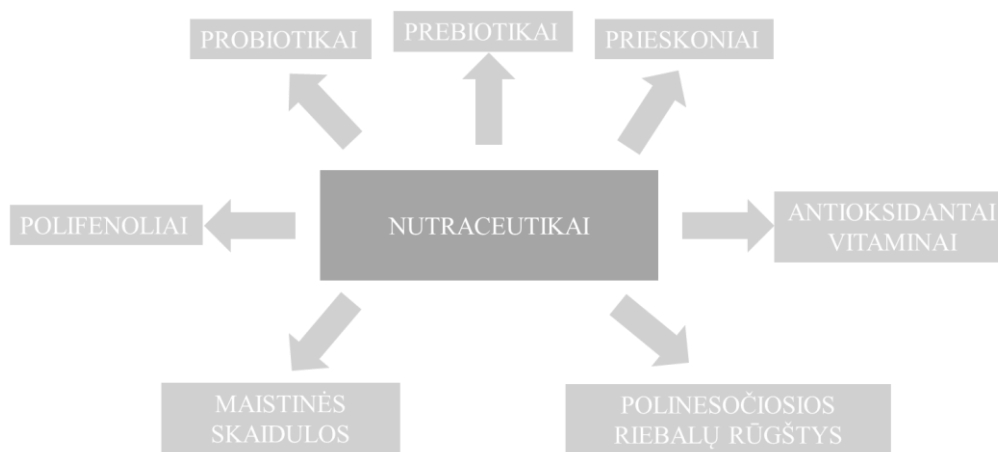 PROBIOTIKAI
PREBIOTIKAI
PRIESKONIAI
POLIFENOLIAI
NUTRACEUTIKAI
ANTIOKSIDANTAI
VITAMINAI
MAISTINĖS
SKAIDULOS
POLINESOČIOSIOS
RIEBALŲ RŪGŠTYS